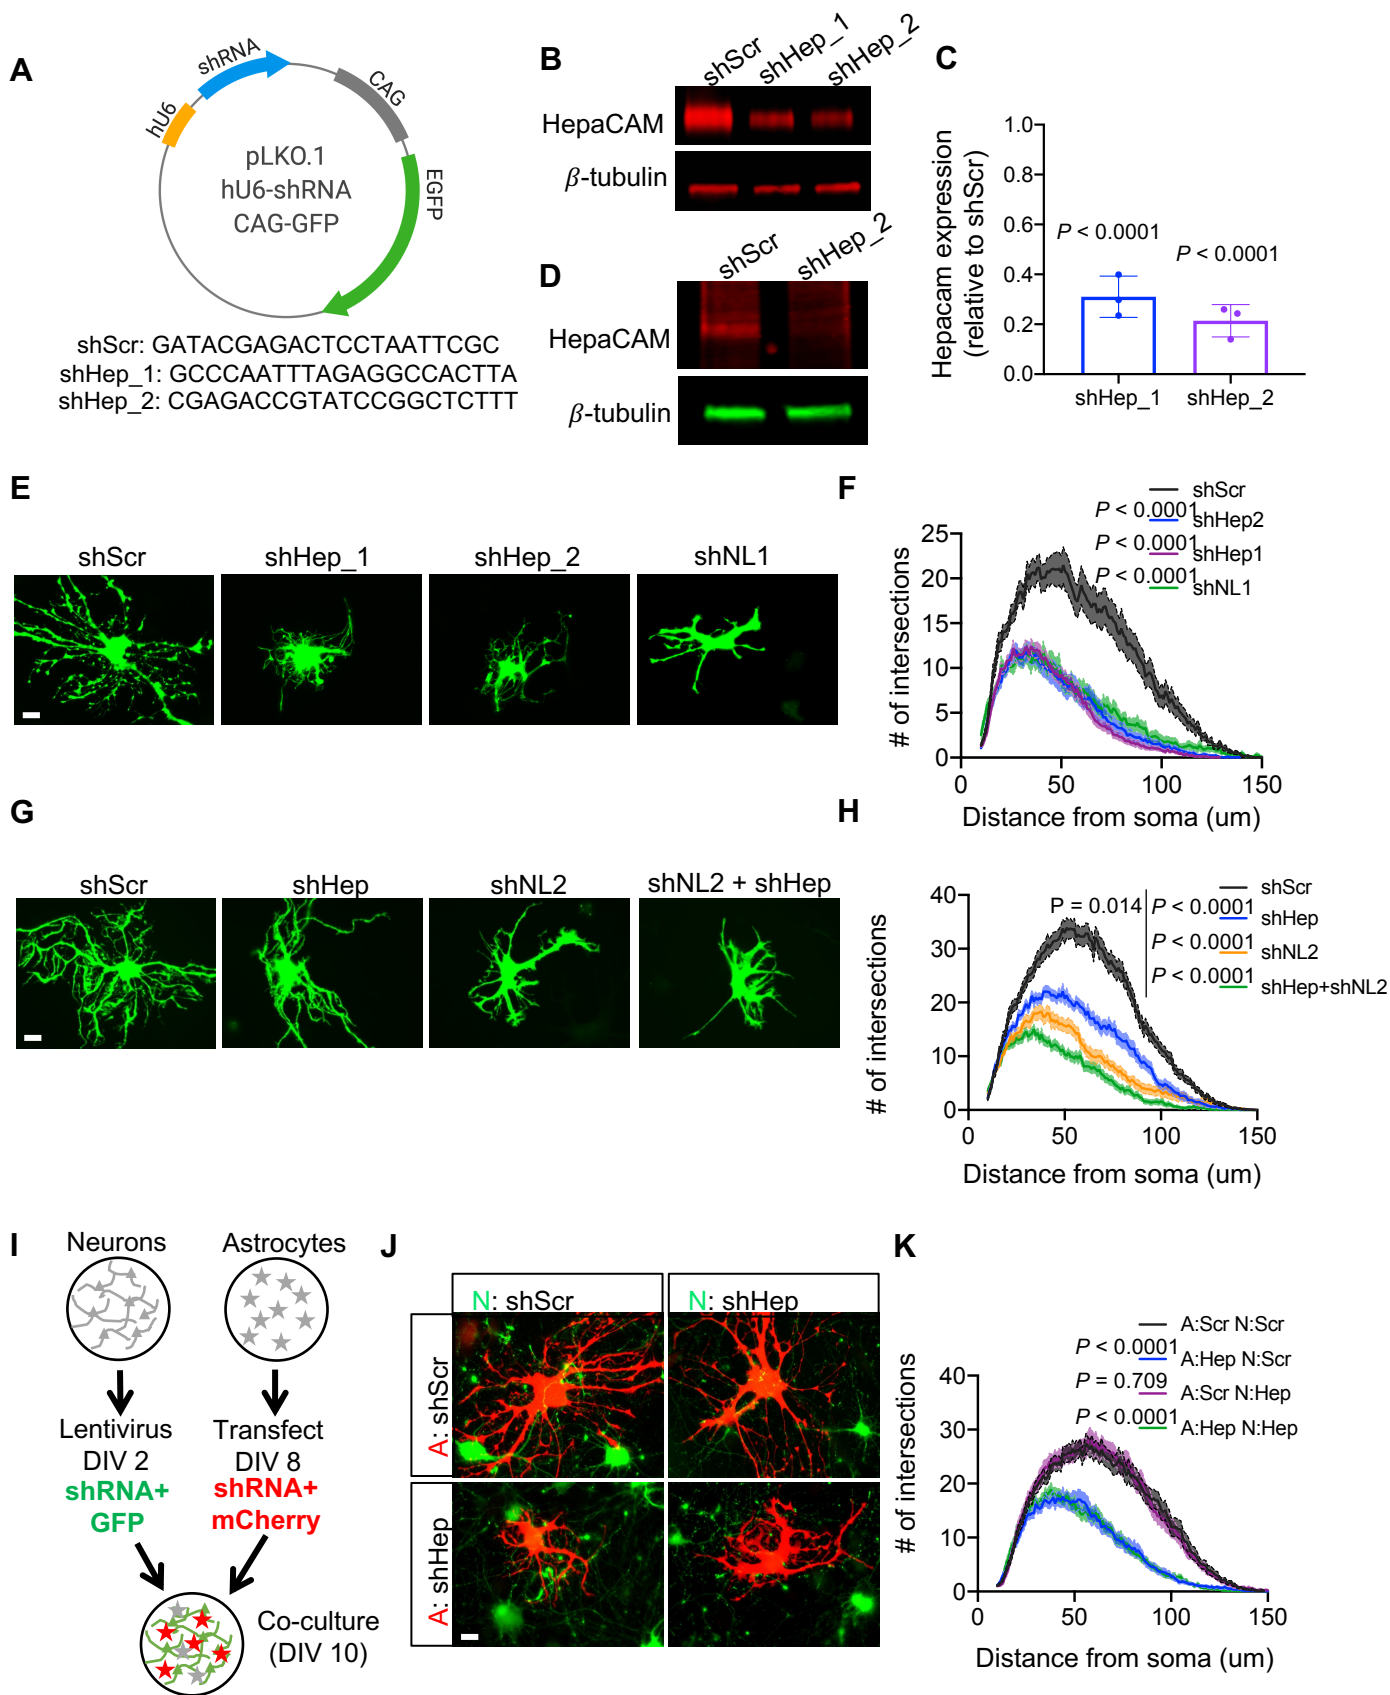 A
hU6
shRNA
CAG
EGFP
pLKO.1
hU6-shRNA
CAG-GFP
shScr: GATACGAGACTCCTAATTCGC
shHep_1: GCCCAATTTAGAGGCCACTTA
shHep_2: CGAGACCGTATCCGGCTCTTT
B
shScr
shHep_1
shHep_2
HepaCAM
β-tubulin
C
Hepacam expression
(relative to shScr)
1.0
0.8
0.6
0.4
0.2
0.0
P < 0.0001
P < 0.0001
shHep_1
shHep_2
D
shScr
shHep_2
HepaCAM
β-tubulin
E
shScr
shHep_1
shHep_2
shNL1
F
shScr
P < 0.0001
shHep2
P < 0.0001
shHep1
P < 0.0001
shNL1
# of intersections
25
20
15
10
5
0
0
50
100
150
Distance from soma (um)
G
shScr
shHep
shNL2
shNL2 + shHep
H
shScr
P = 0.014
P < 0.0001
shHep
P < 0.0001
shNL2
P < 0.0001
shHep+shNL2
# of intersections
40
30
20
10
0
0
50
100
150
Distance from soma (um)
I
Neurons
Astrocytes
Lentivirus
DIV 2
shRNA+
GFP
Transfect
DIV 8
shRNA+
mCherry
Co-culture
(DIV 10)
J
N: shScr
N: shHep
A: shScr
A: shHep
K
A:Scr N:Scr
P < 0.0001
A:Hep N:Scr
P = 0.709
A:Scr N:Hep
P < 0.0001
A:Hep N:Hep
# of intersections
40
30
20
10
0
0
50
100
150
Distance from soma (um)